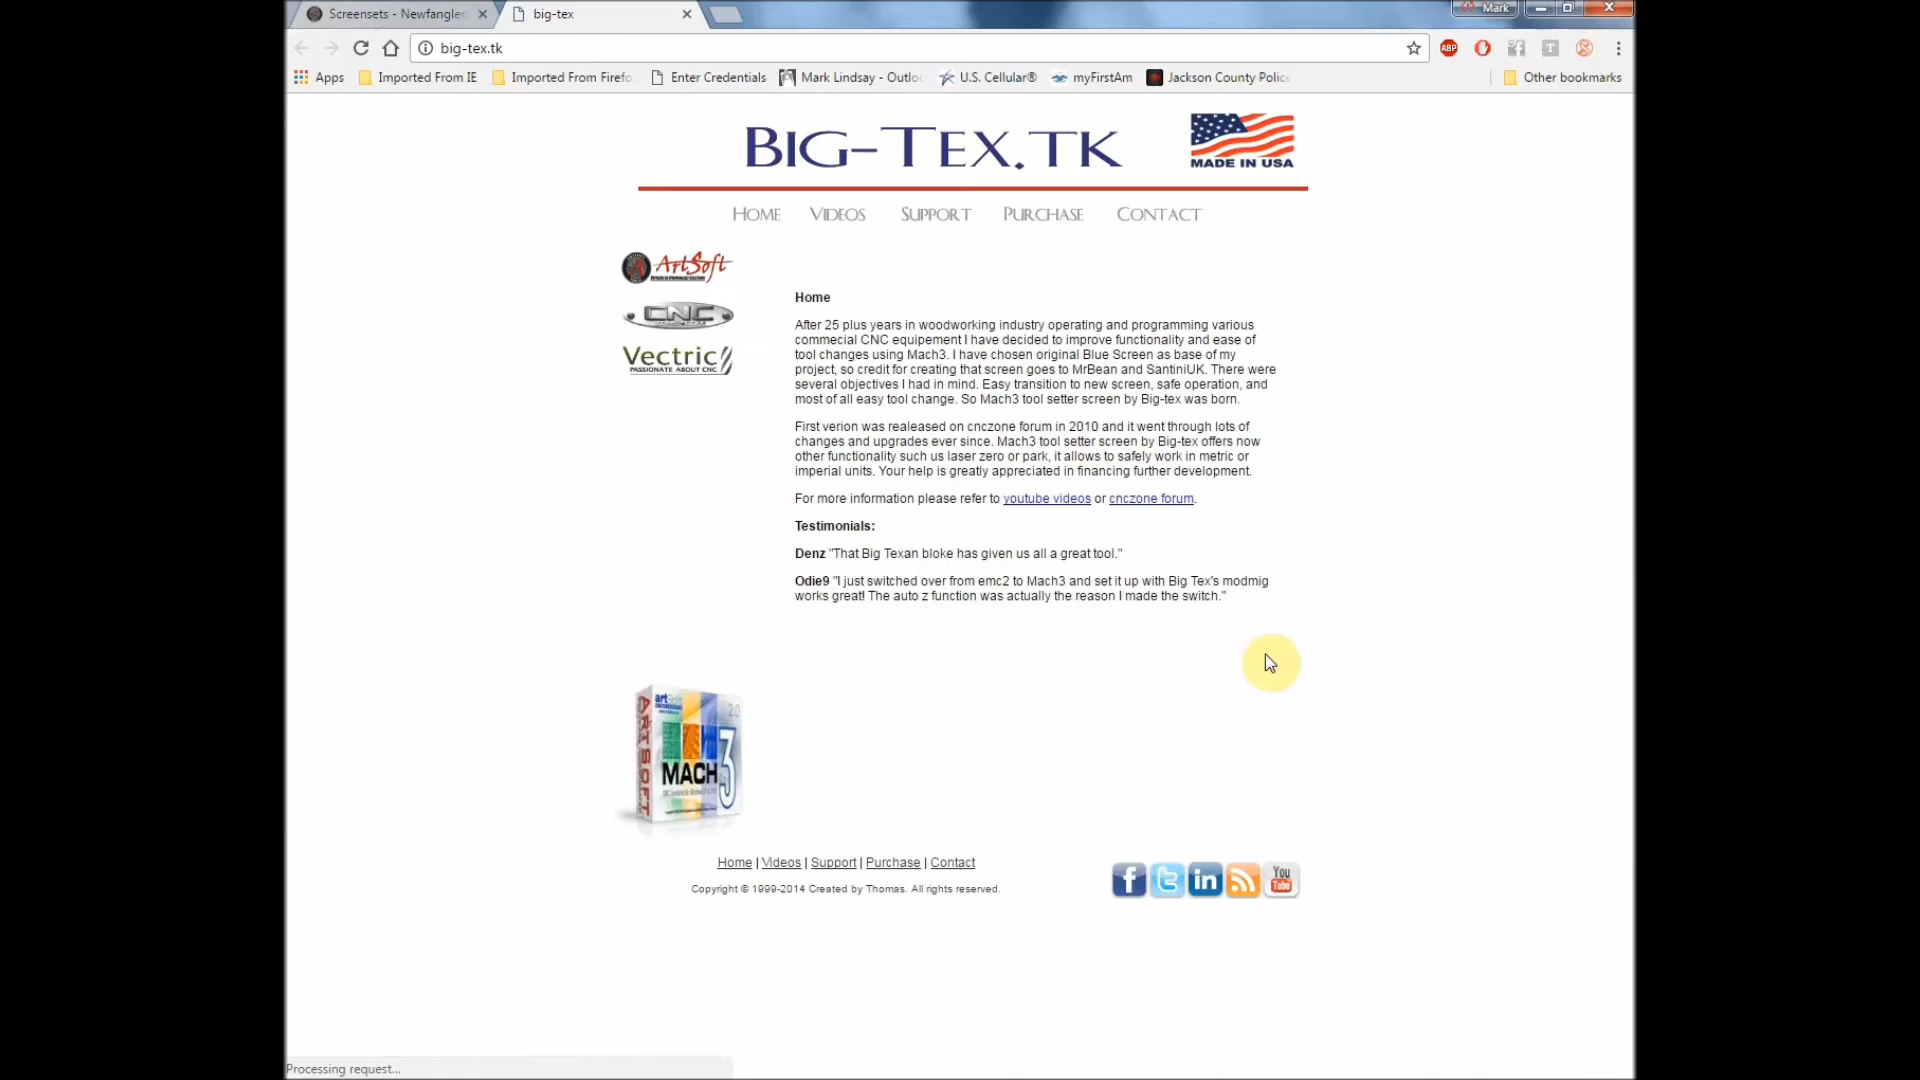 Screensets - Newfangled
big-tex
Mark
big-tex.tk
ABP
Apps
Imported From IE
Imported From Firefo
Enter Credentials
Mark Lindsay - Outlo
U.S. Cellular®
myFirstAm
Jackson County Police
Other bookmarks
BIG-TEX.TK
MADE IN USA
HOME VIDEOS SUPPORT PURCHASE CONTACT
ArtSoft
CNC
Vectric
PASSIONATE ABOUT CNC
Home
After 25 plus years in woodworking industry operating and programming various
commecial CNC equipement I have decided to improve functionality and ease of
tool changes using Mach3. I have chosen original Blue Screen as base of my
project, so credit for creating that screen goes to MrBean and SantiniUK. There were
several objectives I had in mind. Easy transition to new screen, safe operation, and
most of all easy tool change. So Mach3 tool setter screen by Big-tex was born.
First verion was realeased on cnczone forum in 2010 and it went through lots of
changes and upgrades ever since. Mach3 tool setter screen by Big-tex offers now
other functionality such us laser zero or park, it allows to safely work in metric or
imperial units. Your help is greatly appreciated in financing further development.
For more information please refer to youtube videos or cnczone forum.
Testimonials:
Denz "That Big Texan bloke has given us all a great tool."
Odie9 "I just switched over from emc2 to Mach3 and set it up with Big Tex's modmig
works great! The auto z function was actually the reason I made the switch."
artSoft
2.0
ARTSOFT
MACH3
Home | Videos | Support | Purchase | Contact
Copyright © 1999-2014 Created by Thomas. All rights reserved.
You Tube
Processing request...